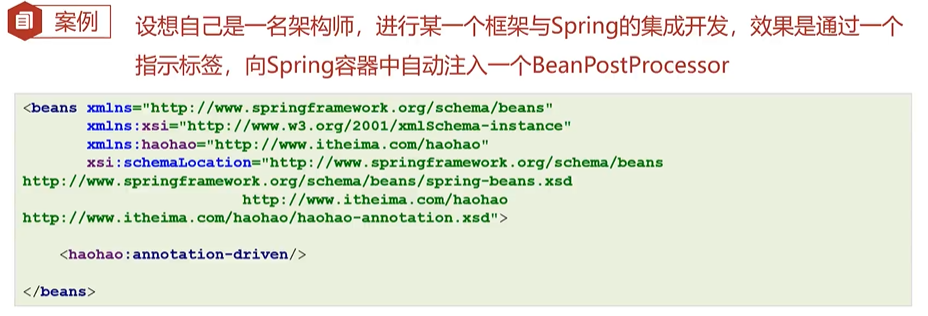 案例
设想自己是一名架构师，进行某一个框架与Spring的集成开发，效果是通过一个
指示标签，向Spring容器中自动注入一个BeanPostProcessor
<beans xmlns="http://www.springframework.org/schema/beans"
xmlns:xsi="http://www.w3.org/2001/XMLSchema-instance"
xmlns:haohao="http://www.itheima.com/haohao"
xsi:schemaLocation="http://www.springframework.org/schema/beans
http://www.springframework.org/schema/beans/spring-beans.xsd
http://www.itheima.com/haohao
http://www.itheima.com/haohao/haohao-annotation.xsd">
<haohao:annotation-driven/>
</beans>